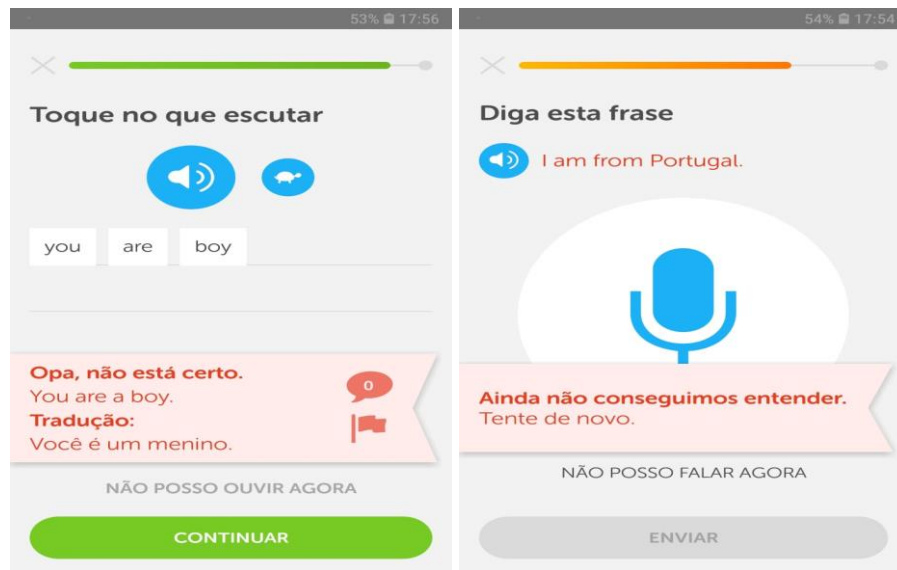 53% 17:56
Toque no que escutar
you are boy
Opa, não está certo.
0
You are a boy.
Tradução:
Você é um menino.
NÃO POSSO OUVIR AGORA
CONTINUAR
54% 17:54
Diga esta frase
I am from Portugal.
Ainda não conseguimos entender.
Tente de novo.
NÃO POSSO FALAR AGORA
ENVIAR